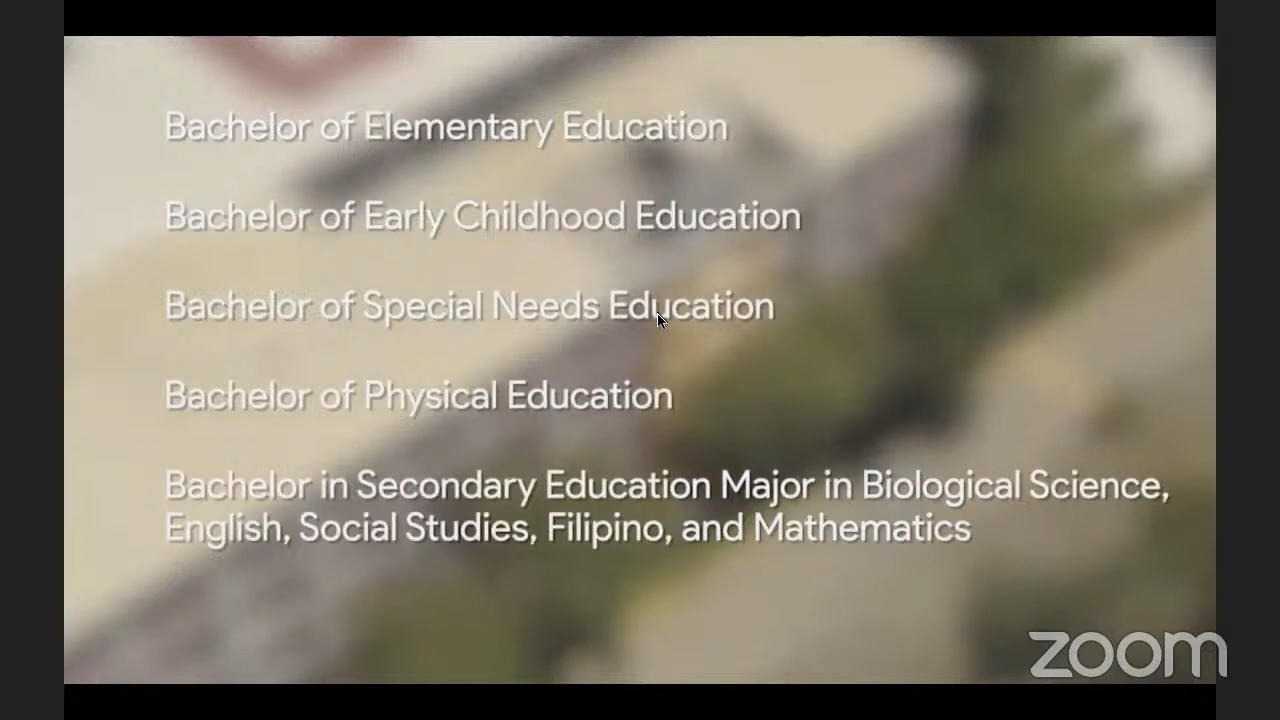 Bachelor of Elementary Education
Bachelor of Early Childhood Education
Bachelor of Special Needs Education
Bachelor of Physical Education
Bachelor in Secondary Education Major in Biological Science,
English, Social Studies, Filipino, and Mathematics
zoom